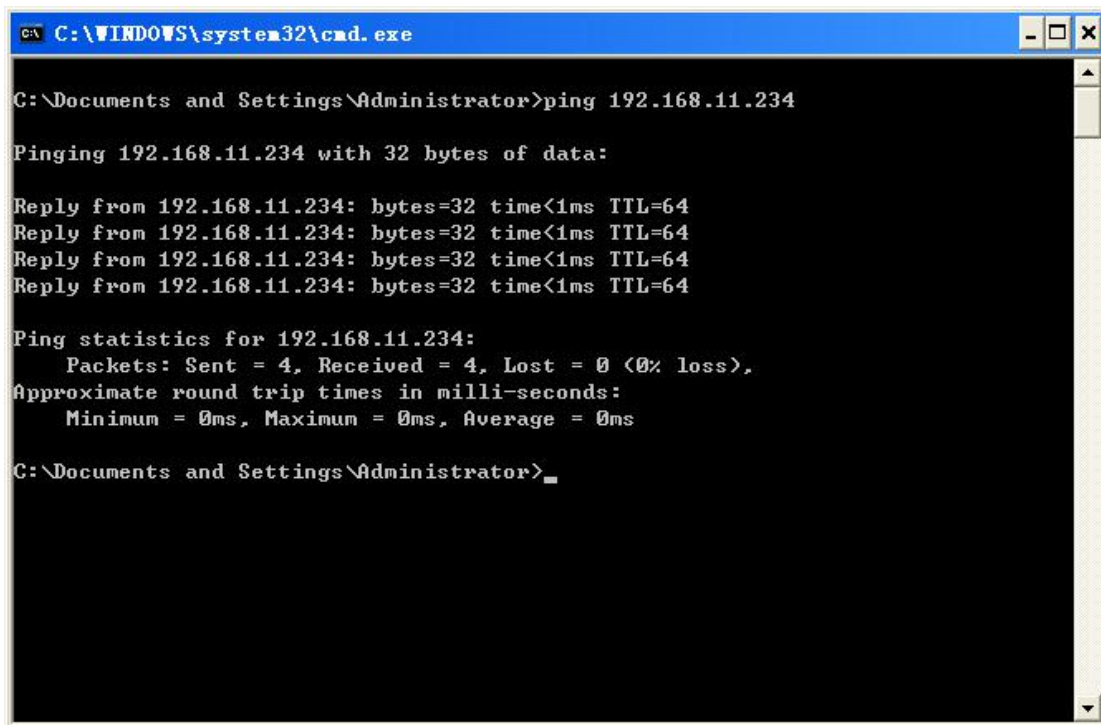 C:\WINDOWS\system32\cmd.exe
C:\Documents and Settings\Administrator>ping 192.168.11.234
Pinging 192.168.11.234 with 32 bytes of data:
Reply from 192.168.11.234: bytes=32 time<1ms TTL=64
Reply from 192.168.11.234: bytes=32 time<1ms TTL=64
Reply from 192.168.11.234: bytes=32 time<1ms TTL=64
Reply from 192.168.11.234: bytes=32 time<1ms TTL=64
Ping statistics for 192.168.11.234:
    Packets: Sent = 4, Received = 4, Lost = 0 (0% loss),
Approximate round trip times in milli-seconds:
    Minimum = 0ms, Maximum = 0ms, Average = 0ms
C:\Documents and Settings\Administrator>_